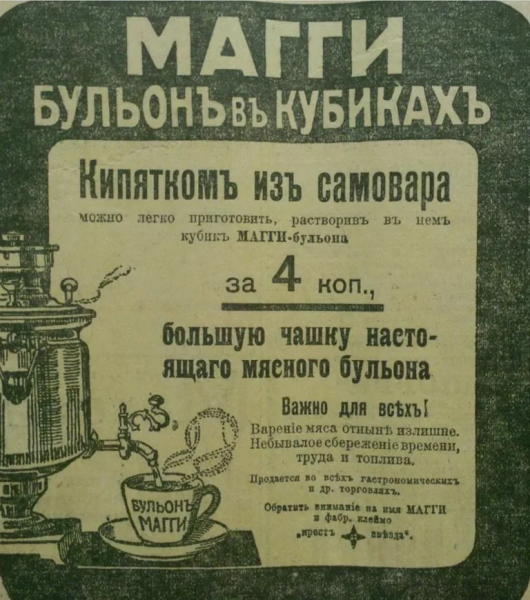 МАГГИ
БУЛЬОНЪ ВЪ КУБИКАХЪ
Кипяткомъ изъ самовара
можно легко приготовить, растворивъ въ немъ
кубик МАГГИ-бульона
за 4 коп.,
большую чашку насто-
ящаго мясного бульона
Важно для всѣхъ!
Вареніе мяса отнынѣ излишне.
Небывалое сбереженіе времени,
труда и топлива.
Продается во всѣхъ гастрономическихъ
и др. торговляхъ.
Обратить вниманіе на имя МАГГИ
и фабр. клеймо
„крестъ звѣзда".
БУЛЬОНЪ
МАГГИ